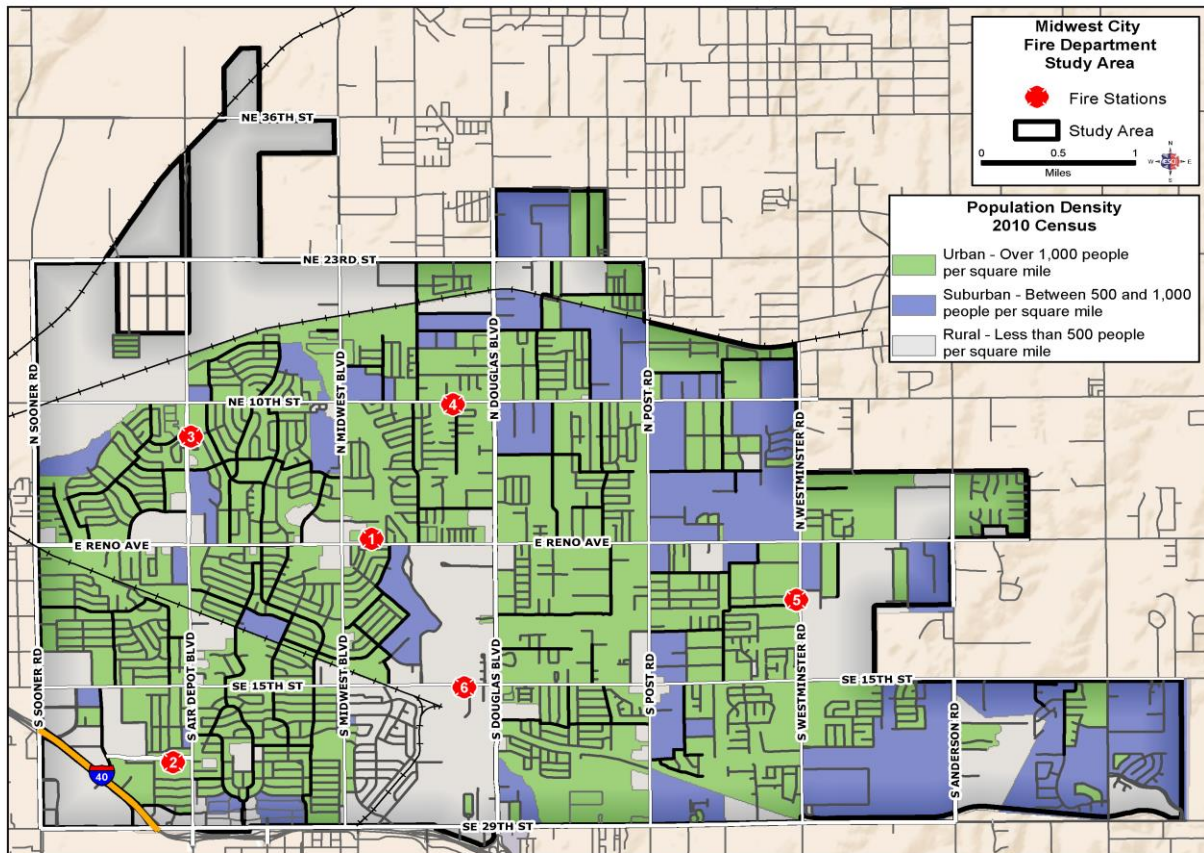 Midwest City
Fire Department
Study Area
Fire Stations
Study Area
0 0.5 1
Miles
N
W E
S
Population Density
2010 Census
Urban - Over 1,000 people
per square mile
Suburban - Between 500 and 1,000
people per square mile
Rural - Less than 500 people
per square mile
NE 36TH ST
NE 23RD ST
N SOONER RD
N MIDWEST BLVD
N DOUGLAS BLVD
N POST RD
N WESTMINSTER RD
NE 10TH ST
4
3
1
E RENO AVE
5
S SOONER RD
S AIR DEPOT BLVD
S MIDWEST BLVD
S DOUGLAS BLVD
S POST RD
S WESTMINSTER RD
S ANDERSON RD
SE 15TH ST
6
SE 15TH ST
2
40
SE 29TH ST